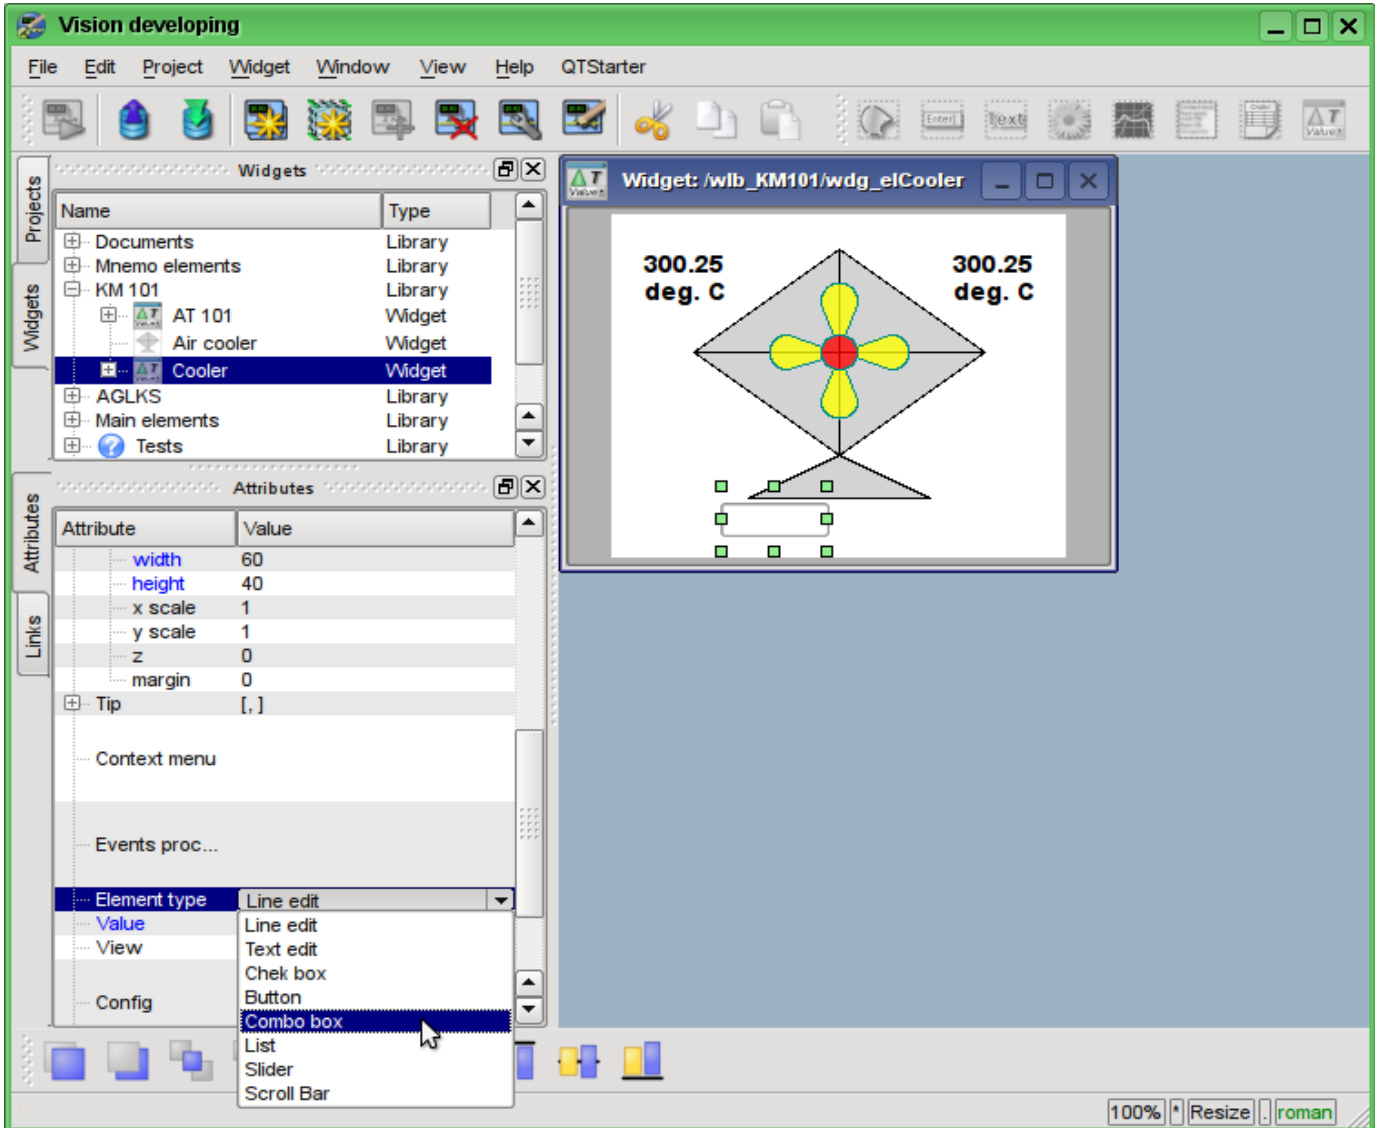 Vision developing
File Edit Project Widget Window View Help QTStarter
Enter Text ΔT
Projects
Widgets
Widgets
Name Type
Documents Library
Mnemo elements Library
KM 101 Library
AT 101 Widget
Air cooler Widget
Cooler Widget
AGLKS Library
Main elements Library
Tests Library
Widget: /wlb_KM101/wdg_elCooler
300.25
deg. C
300.25
deg. C
Attributes
Links
Attributes
Attribute Value
width 60
height 40
x scale 1
y scale 1
z 0
margin 0
Tip [, ]
Context menu
Events proc...
Element type Line edit
Value
View
Config
Line edit
Text edit
Chek box
Button
Combo box
List
Slider
Scroll Bar
100% * Resize . roman